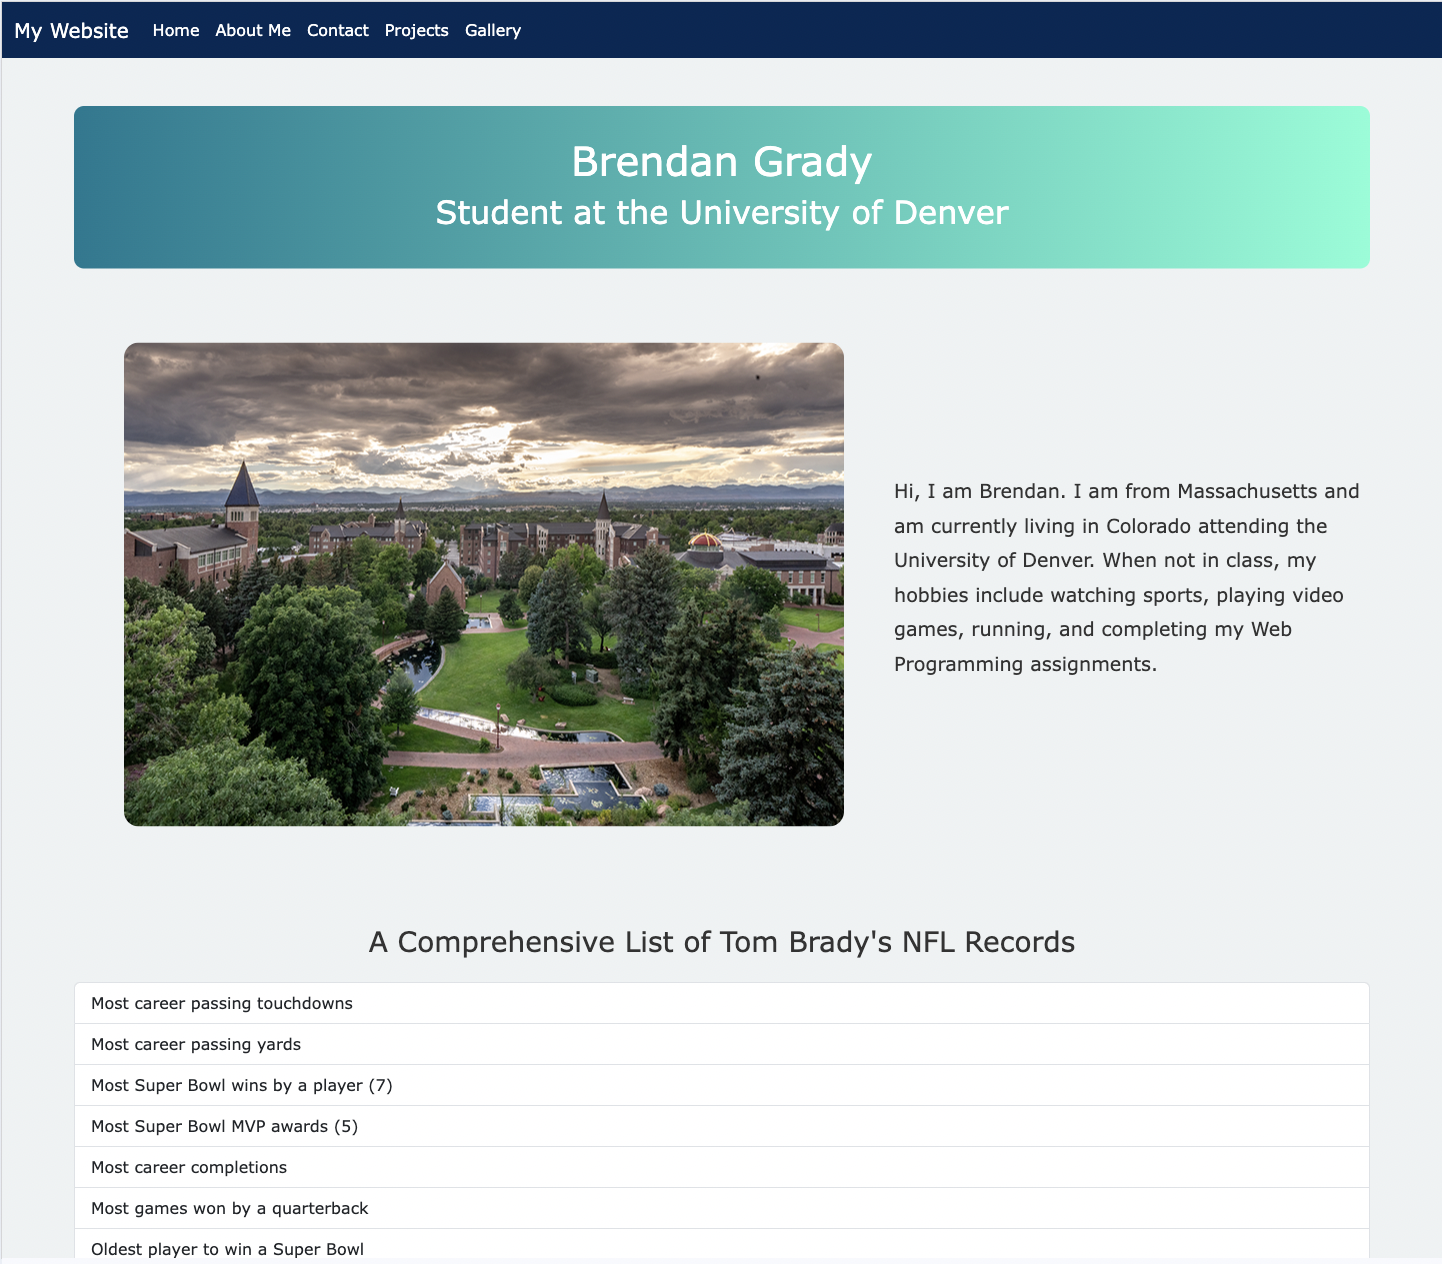 My Website Home About Me Contact Projects Gallery
Brendan Grady
Student at the University of Denver
Hi, I am Brendan. I am from Massachusetts and
am currently living in Colorado attending the
University of Denver. When not in class, my
hobbies include watching sports, playing video
games, running, and completing my Web
Programming assignments.
A Comprehensive List of Tom Brady's NFL Records
Most career passing touchdowns
Most career passing yards
Most Super Bowl wins by a player (7)
Most Super Bowl MVP awards (5)
Most career completions
Most games won by a quarterback
Oldest player to win a Super Bowl